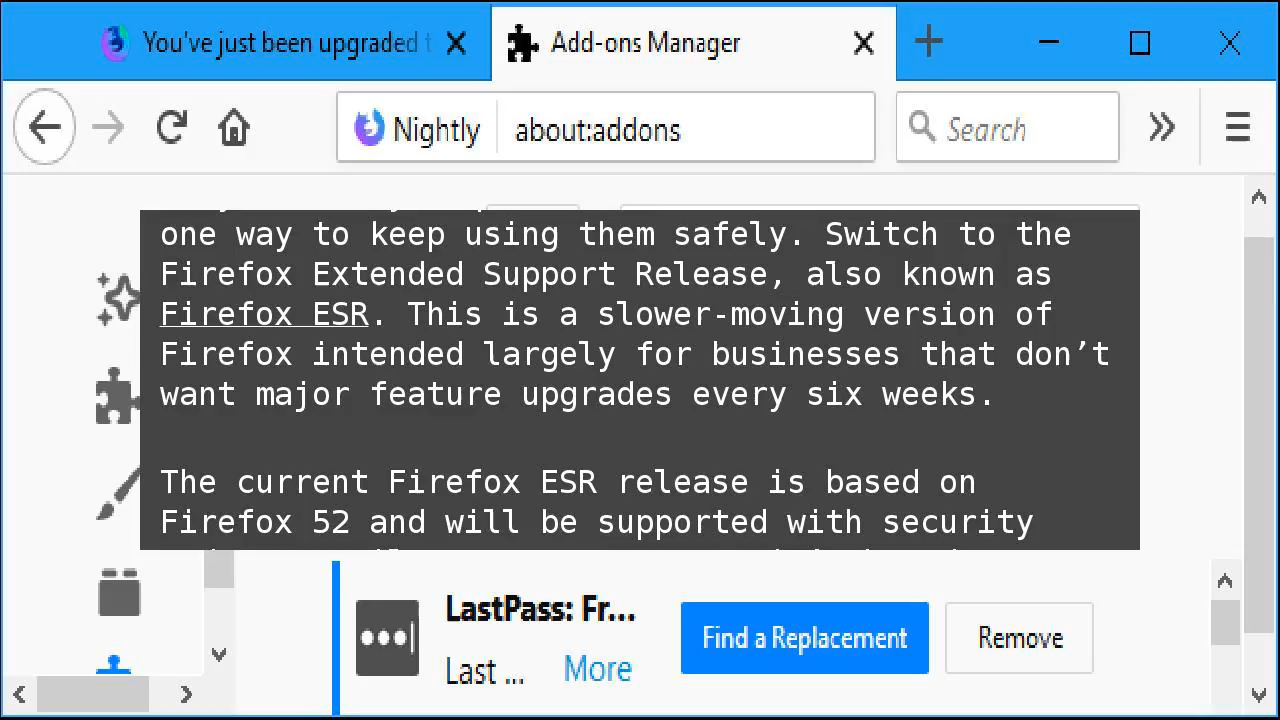 You've just been upgraded t
Add-ons Manager
Nightly
about:addons
Search
one way to keep using them safely. Switch to the
Firefox Extended Support Release, also known as
Firefox ESR. This is a slower-moving version of
Firefox intended largely for businesses that don’t
want major feature upgrades every six weeks.
The current Firefox ESR release is based on
Firefox 52 and will be supported with security
LastPass: Fr...
Last ...
More
Find a Replacement
Remove